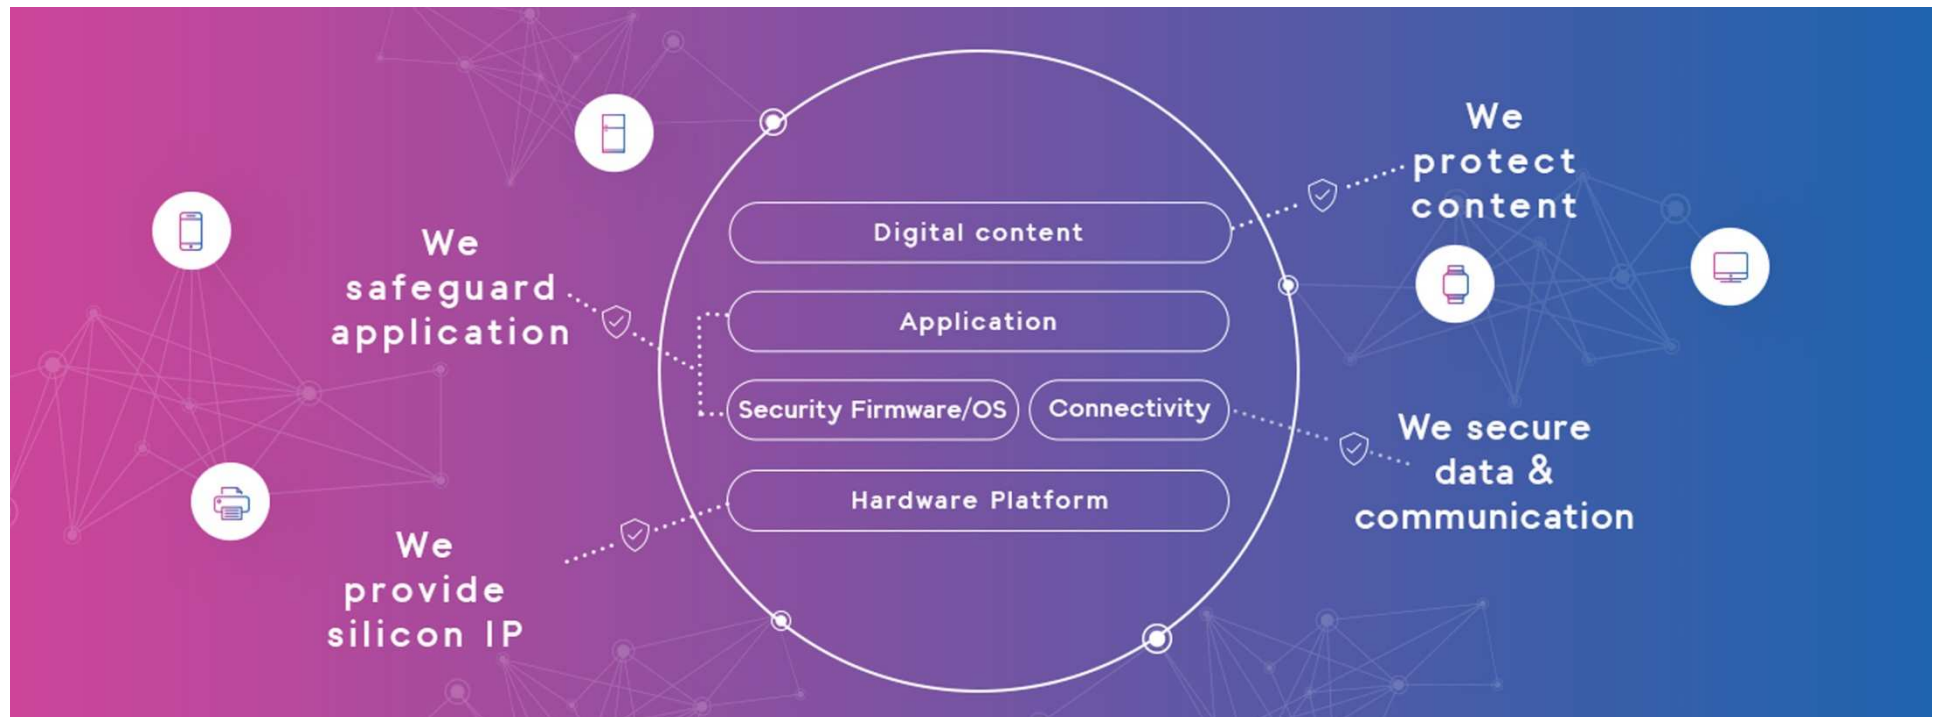 We
protect
content
Digital content
We
safeguard
application
Application
Security Firmware/OS
Connectivity
We secure
data &
communication
Hardware Platform
We
provide
silicon IP